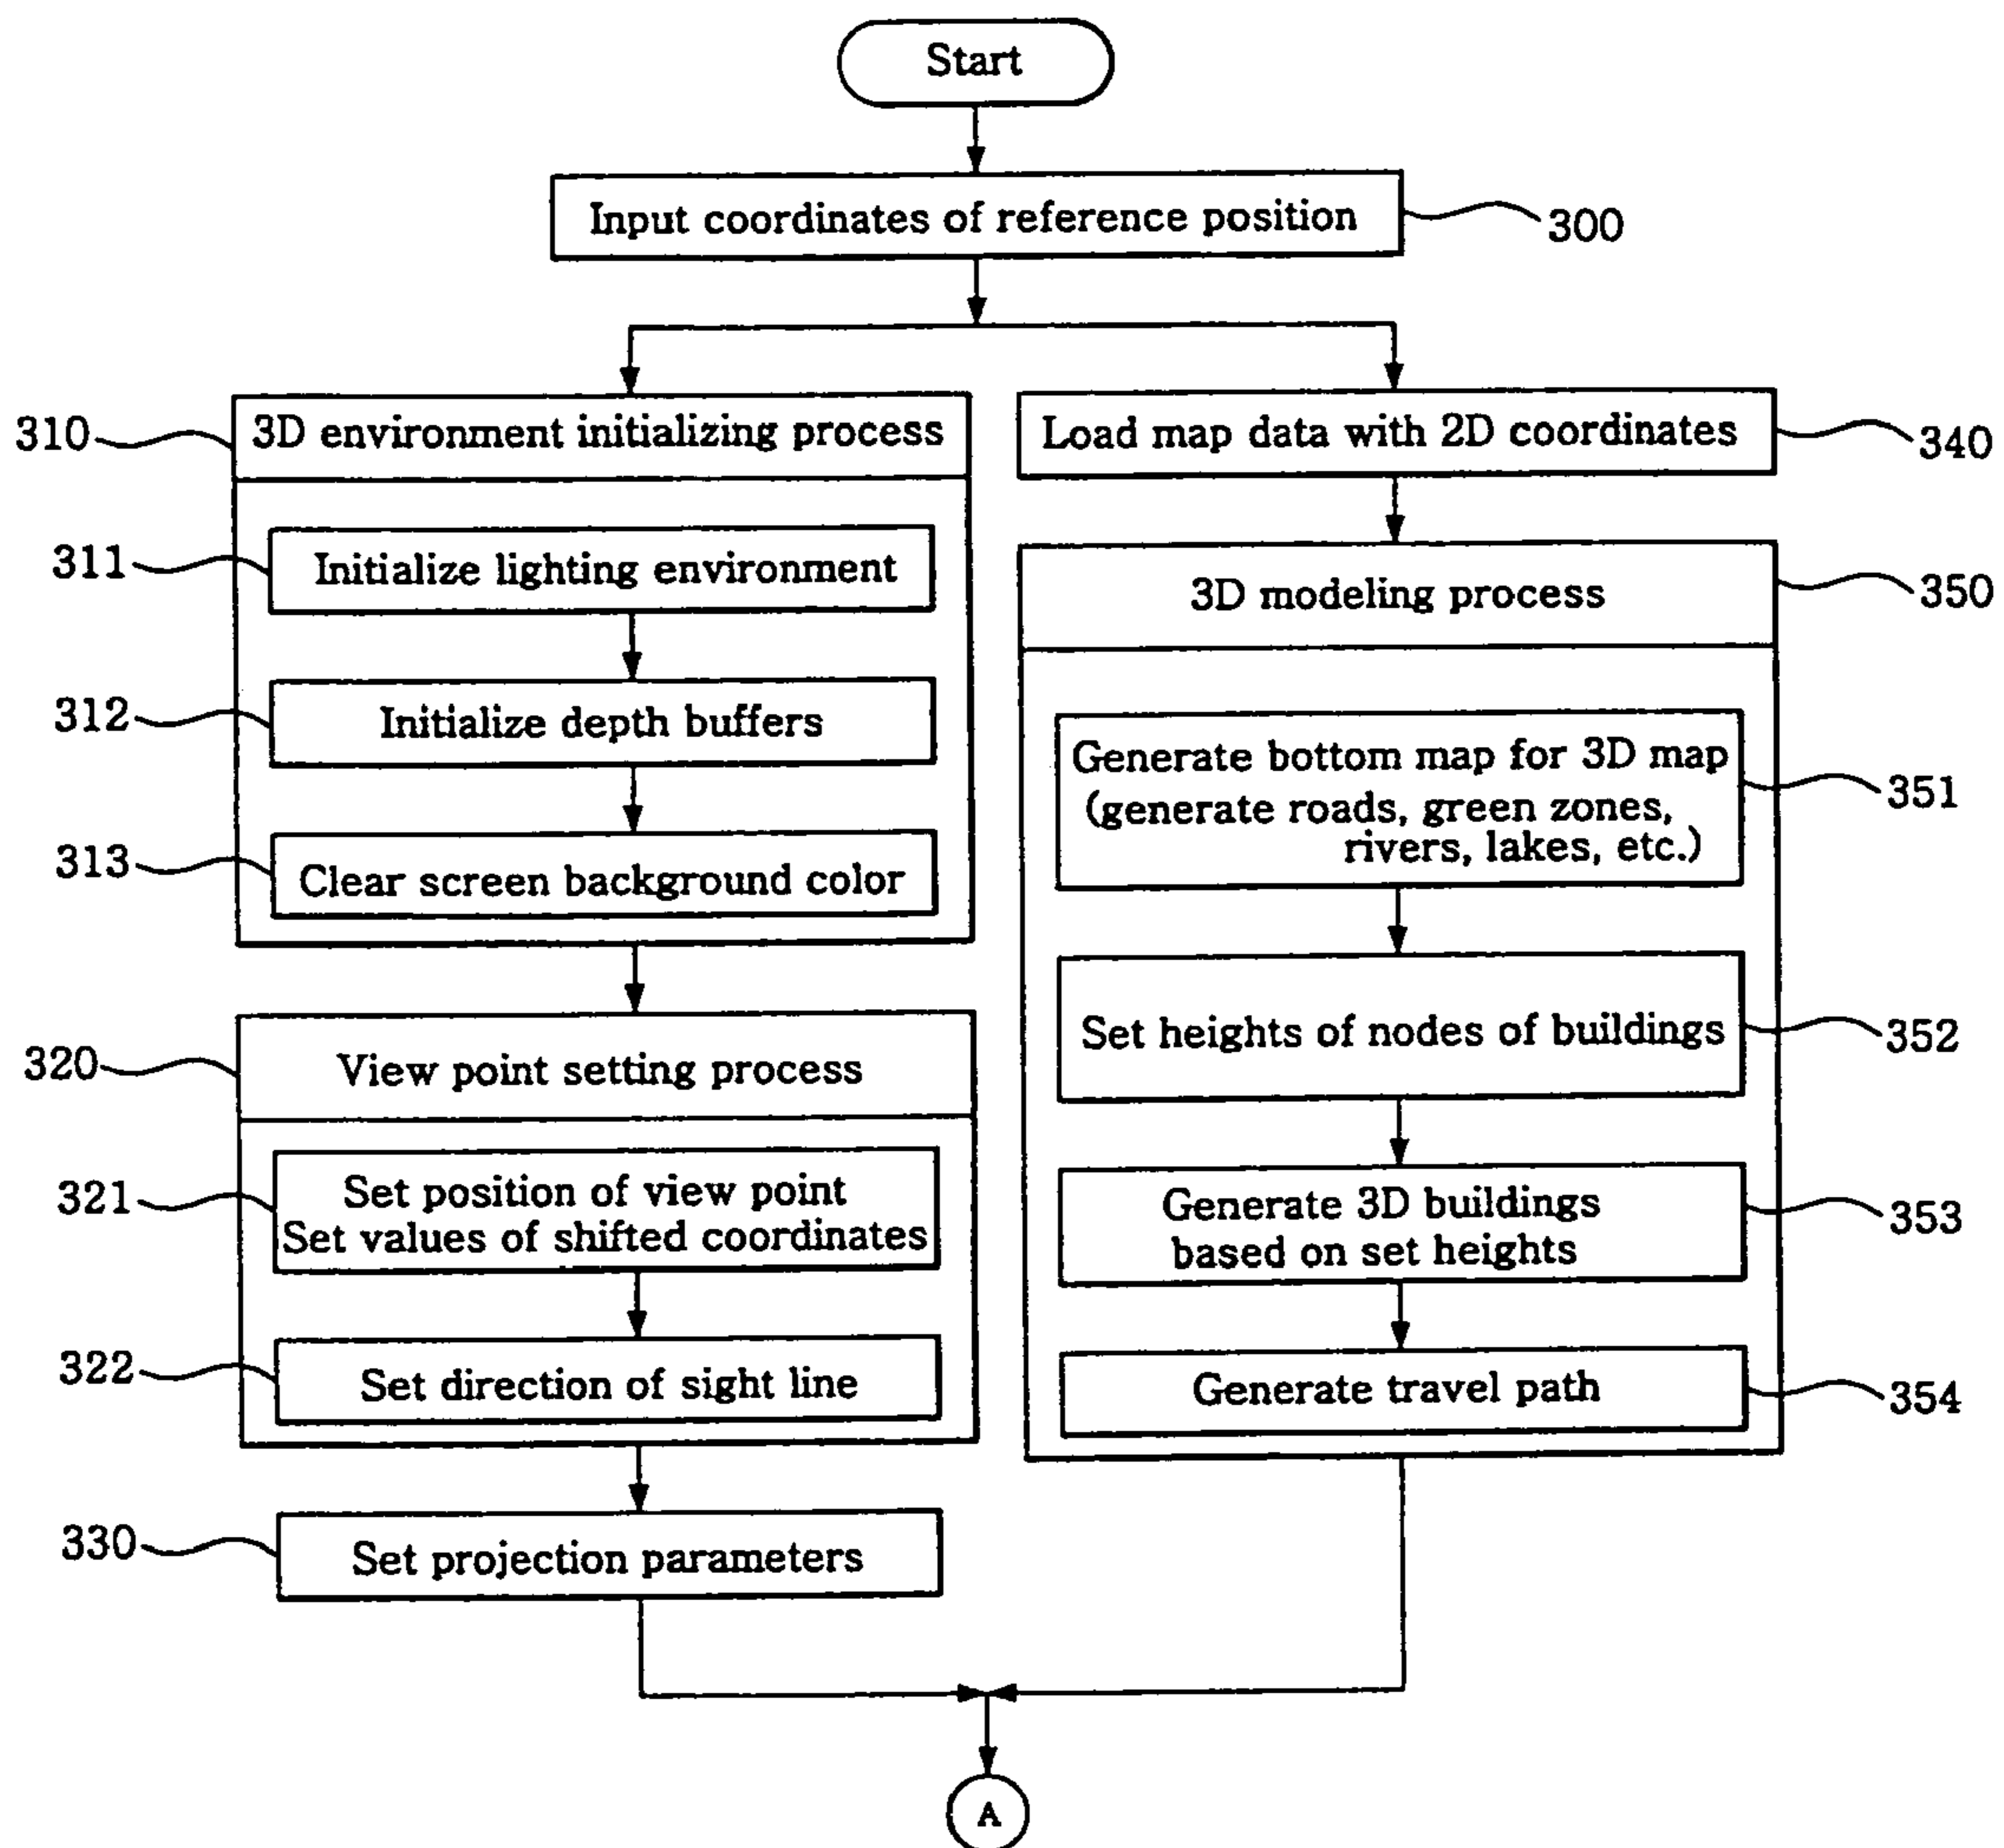 Start
Input coordinates of reference position
300
310
3D environment initializing process
311
Initialize lighting environment
312
Initialize depth buffers
313
Clear screen background color
320
View point setting process
321
Set position of view point
Set values of shifted coordinates
322
Set direction of sight line
330
Set projection parameters
Load map data with 2D coordinates
340
3D modeling process
350
Generate bottom map for 3D map
(generate roads, green zones,
rivers, lakes, etc.)
351
Set heights of nodes of buildings
352
Generate 3D buildings
based on set heights
353
Generate travel path
354
A